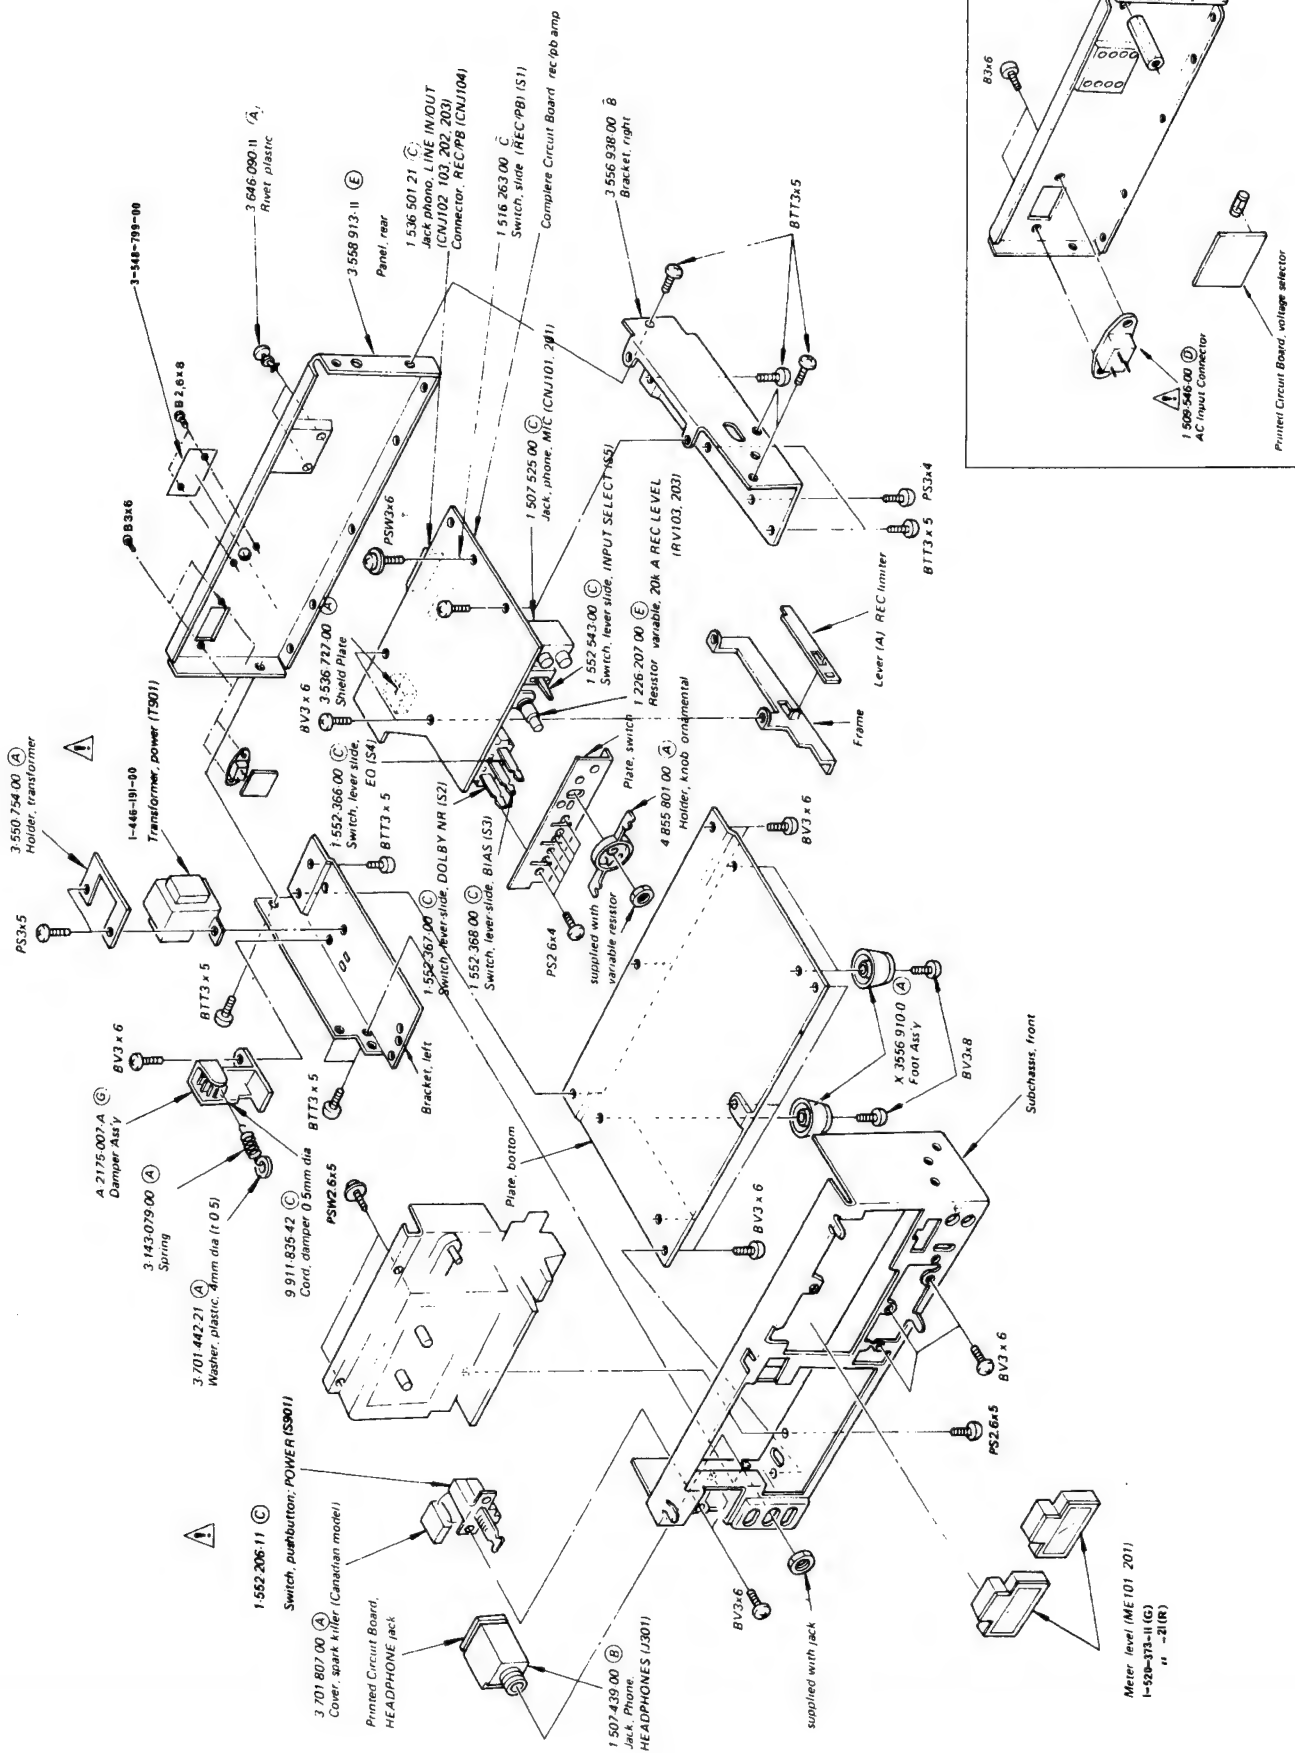 3-550-754-00 (A)
Holder, transformer
PS3x5
1-446-191-00
Transformer, power (T901)
A-2175-007-A (G)
Damper Ass'y
BV3 x 6
3-143-079-00 (A)
Spring
3-701-442-21 (A)
Washer, plastic, 4mm dia (t 0 5)
9 911-835 42 (C)
Cord, damper 0 5mm dia
PSW2.6x5
BTT3 x 5
BTT3 x 5
Bracket, left
BTT3 x 5
1-552-206-11 (C)
Switch, pushbutton; POWER (S901)
3 701 807 00 (A)
Cover, spark killer (Canadian model)
Printed Circuit Board,
HEADPHONE jack
1 507-439 00 (B)
Jack, Phone,
HEADPHONES (J301)
B3x6
3-548-799-00
B 2,6x8
3 646-090-11 (A)
Rivet plastic
3-558 913-11 (E)
Panel, rear
1 536 501 21 (C)
Jack phono, LINE IN/OUT
(CNJ102 103, 202, 203)
Connector, REC/PB (CNJ104)
1 516 263 00 C
Switch, slide (REC/PB) (S1)
Complere Circuit Board rec/pb amp
PSW3x6
3-536 727-00 (A)
Shield Plate
BV3 x 6
1-552-366-00 (C)
Switch, lever slide,
EQ (S4)
1-552-367-00 (C)
Switch, lever-slide, DOLBY NR (S2)
1 552 368 00 (C)
Switch, lever-slide, BIAS (S3)
1 507 525 00 (C)
Jack, phone, MIC (CNJ101, 201)
1 552 543-00 (C)
Switch, lever slide, INPUT SELECT (S5)
1 226-207 00 (E)
Resistor variable, 20k A REC LEVEL
(RV103, 203)
Plate, switch
4 855 801 00 (A)
Holder, knob ornamental
PS2 6x4
supplied with
variable resistor
3 556 938-00 B
Bracket, right
BTT3x5
PS3x4
BTT3 x 5
Lever (A) REC limiter
Frame
Plate, bottom
BV3 x 6
X 3556 910-0 (A)
Foot Ass'y
BV3x8
BV3 x 6
Subchassis, front
BV3 x 6
PS2.6x5
BV3x6
supplied with jack
Meter level (ME101 201)
1-520-373-11 (G)
" -21(R)
B3x6
1 509-546-00 (D)
AC Input Connector
Printed Circuit Board, voltage selector